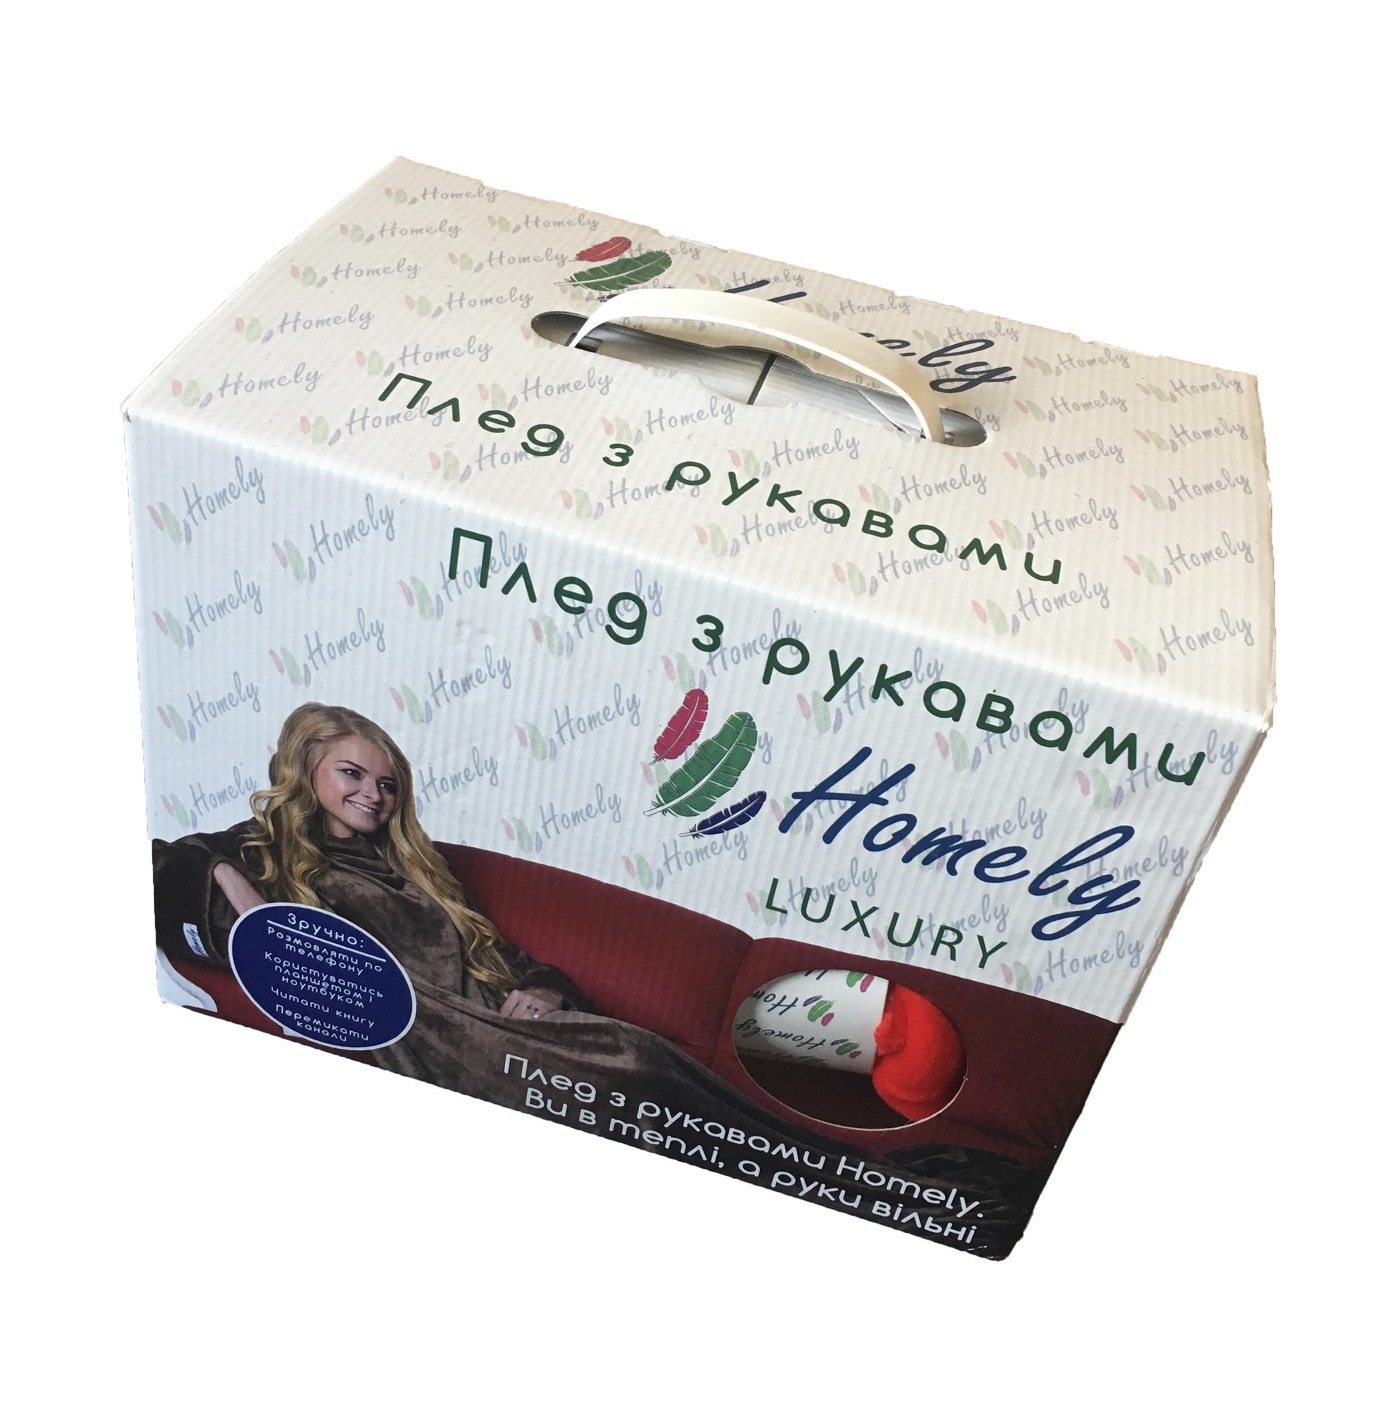 Homely
Плед з рукавами
Плед з рукавами
Homely
LUXURY
Зручно:
Розмовляти по
телефону
Користуватись
планшетом і
ноутбуком
Читати книгу
Перемикати
канали
Плед з рукавами Homely.
Ви в теплі, а руки вільні